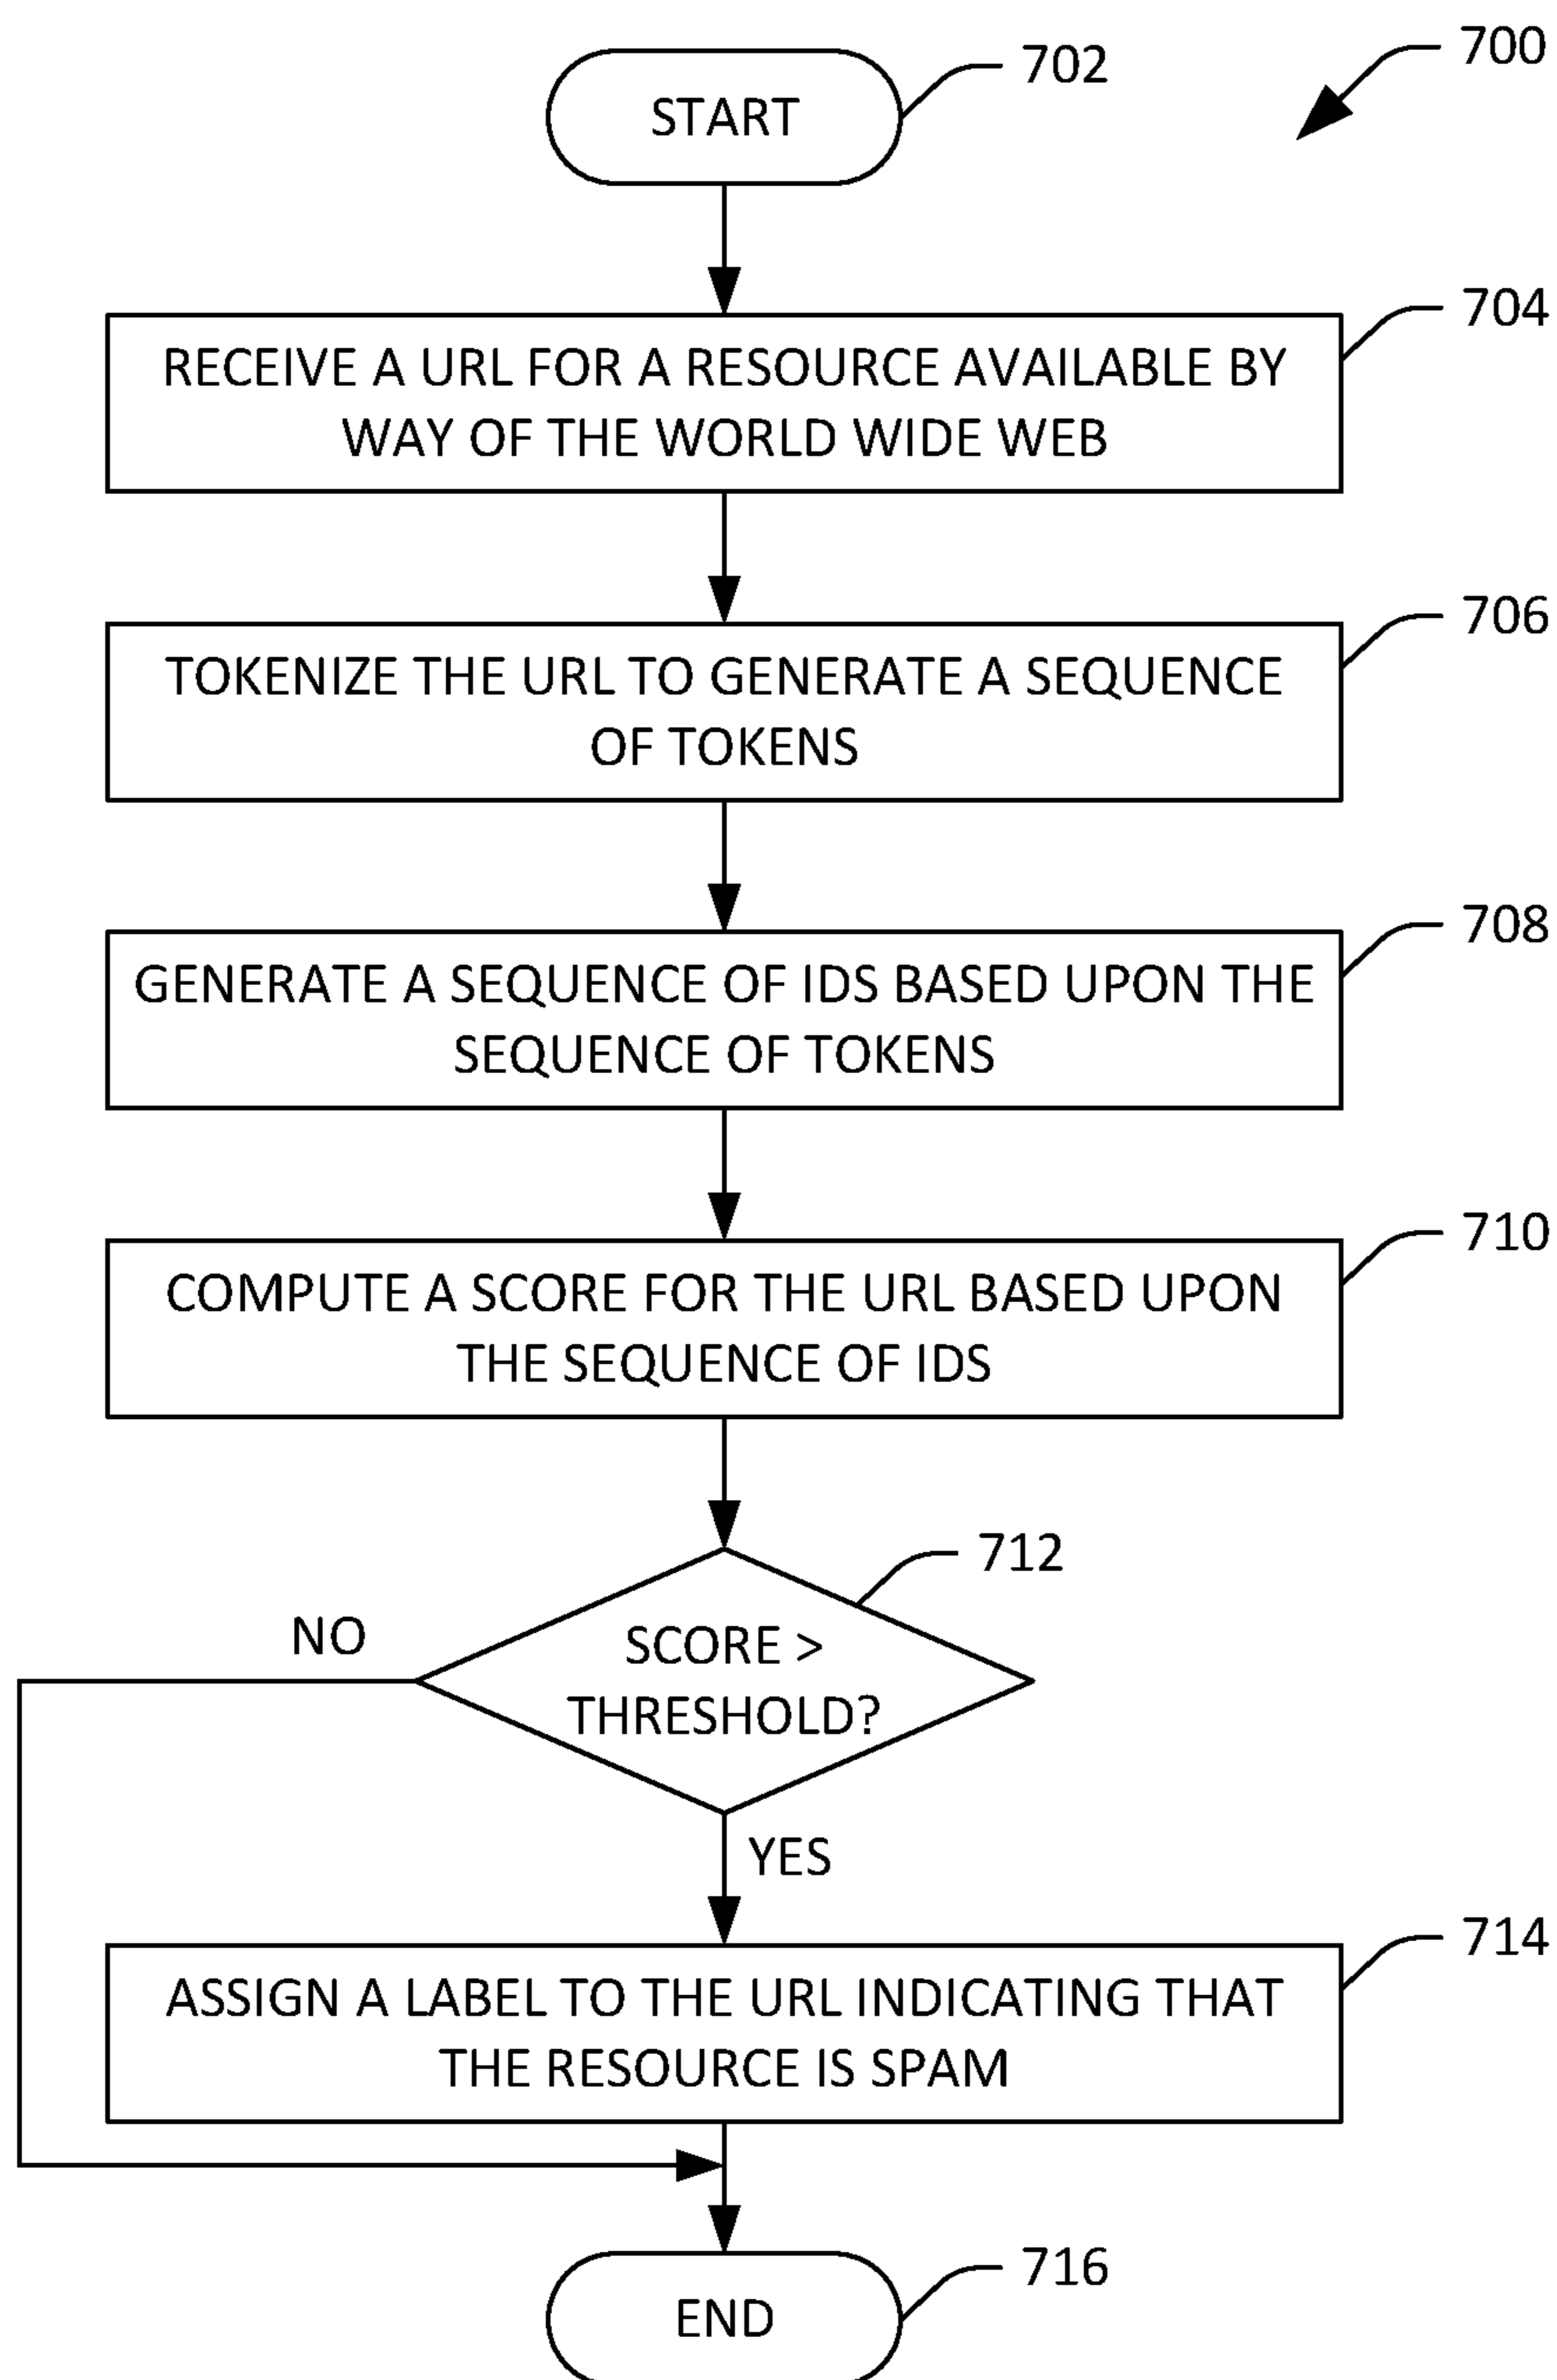 700
START
702
RECEIVE A URL FOR A RESOURCE AVAILABLE BY
WAY OF THE WORLD WIDE WEB
704
TOKENIZE THE URL TO GENERATE A SEQUENCE
OF TOKENS
706
GENERATE A SEQUENCE OF IDS BASED UPON THE
SEQUENCE OF TOKENS
708
COMPUTE A SCORE FOR THE URL BASED UPON
THE SEQUENCE OF IDS
710
712
NO
SCORE >
THRESHOLD?
YES
ASSIGN A LABEL TO THE URL INDICATING THAT
THE RESOURCE IS SPAM
714
END
716